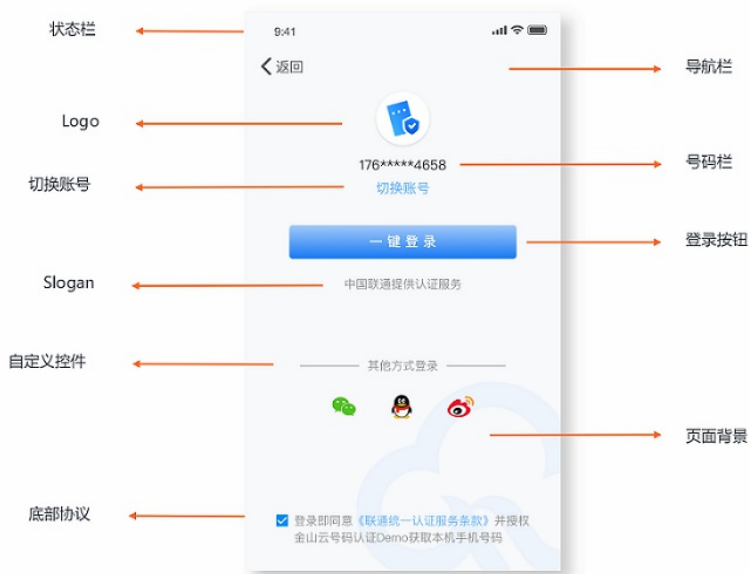 状态栏
9:41
返回
导航栏
Logo
176*****4658
号码栏
切换账号
切换账号
一键登录
登录按钮
Slogan
中国联通提供认证服务
自定义控件
其他方式登录
页面背景
底部协议
登录即同意《联通统一认证服务条款》并授权
金山云号码认证Demo获取本机手机号码